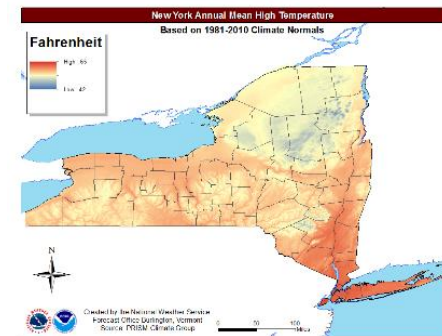 New York Annual Mean High Temperature
Based on 1981-2010 Climate Normals
Fahrenheit
High : 65
Low : 42
Created by the National Weather Service
Forecast Office Burlington, Vermont
Source: PRISM Climate Group
0
50
100
Miles